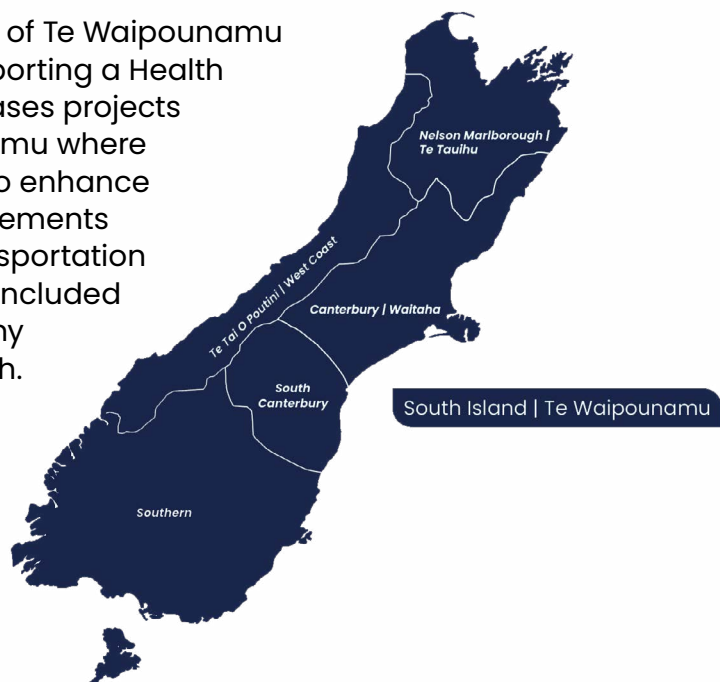 of Te Waipounamu
porting a Health
ases projects
mu where
o enhance
ements
sportation
included
ny
h.
Nelson Marlborough |
Te Tauihu
Te Tai O Poutini | West Coast
Canterbury | Waitaha
South
Canterbury
South Island | Te Waipounamu
Southern